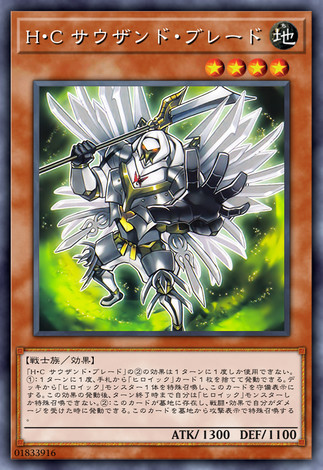 H・C サウザンド・ブレード
地
【戦士族／効果】
「H・C サウザンド・ブレード」の②の効果は1ターンに1度しか使用できない。
①：1ターンに1度、手札から「ヒロイック」カード1枚を捨てて発動できる。デ
ッキから「ヒロイック」モンスター1体を特殊召喚し、このカードを守備表示に
する。この効果の発動後、ターン終了時まで自分は「ヒロイック」モンスターし
か特殊召喚できない。②：このカードが墓地に存在し、戦闘・効果で自分がダメ
ージを受けた時に発動できる。このカードを墓地から攻撃表示で特殊召喚する
ATK/1300 DEF/1100
01833916